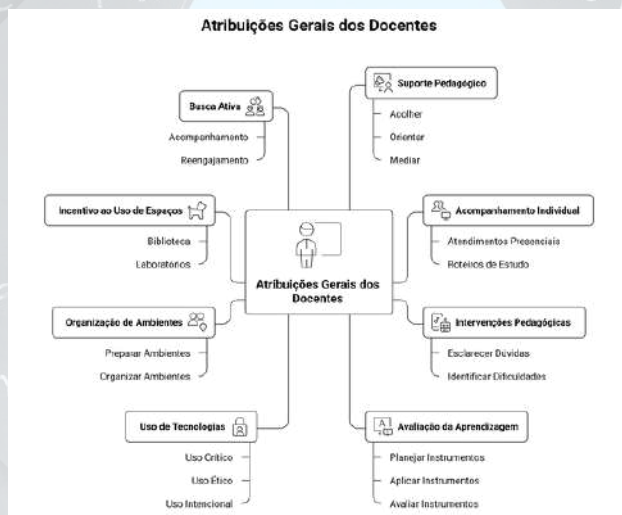 Atribuições Gerais dos Docentes
Busca Ativa
Acompanhamento
Reengajamento
Incentivo ao Uso de Espaços
Biblioteca
Laboratórios
Organização de Ambientes
Preparar Ambientes
Organizar Ambientes
Uso de Tecnologias
Uso Crítico
Uso Ético
Uso Intencional
Atribuições Gerais dos
Docentes
Suporte Pedagógico
Acolher
Orientar
Mediar
Acompanhamento Individual
Atendimentos Presenciais
Roteiros de Estudo
Intervenções Pedagógicas
Esclarecer Dúvidas
Identificar Dificuldades
Avaliação da Aprendizagem
Planejar Instrumentos
Aplicar Instrumentos
Avaliar Instrumentos